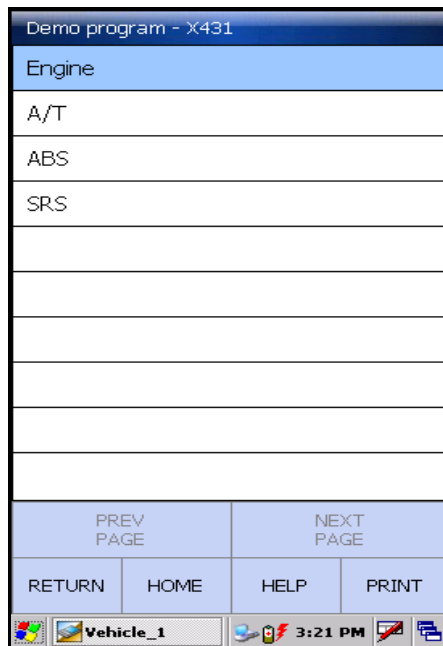 Demo program - X431
Engine
A/T
ABS
SRS
PREV
PAGE
NEXT
PAGE
RETURN
HOME
HELP
PRINT
Vehicle_1
3:21 PM